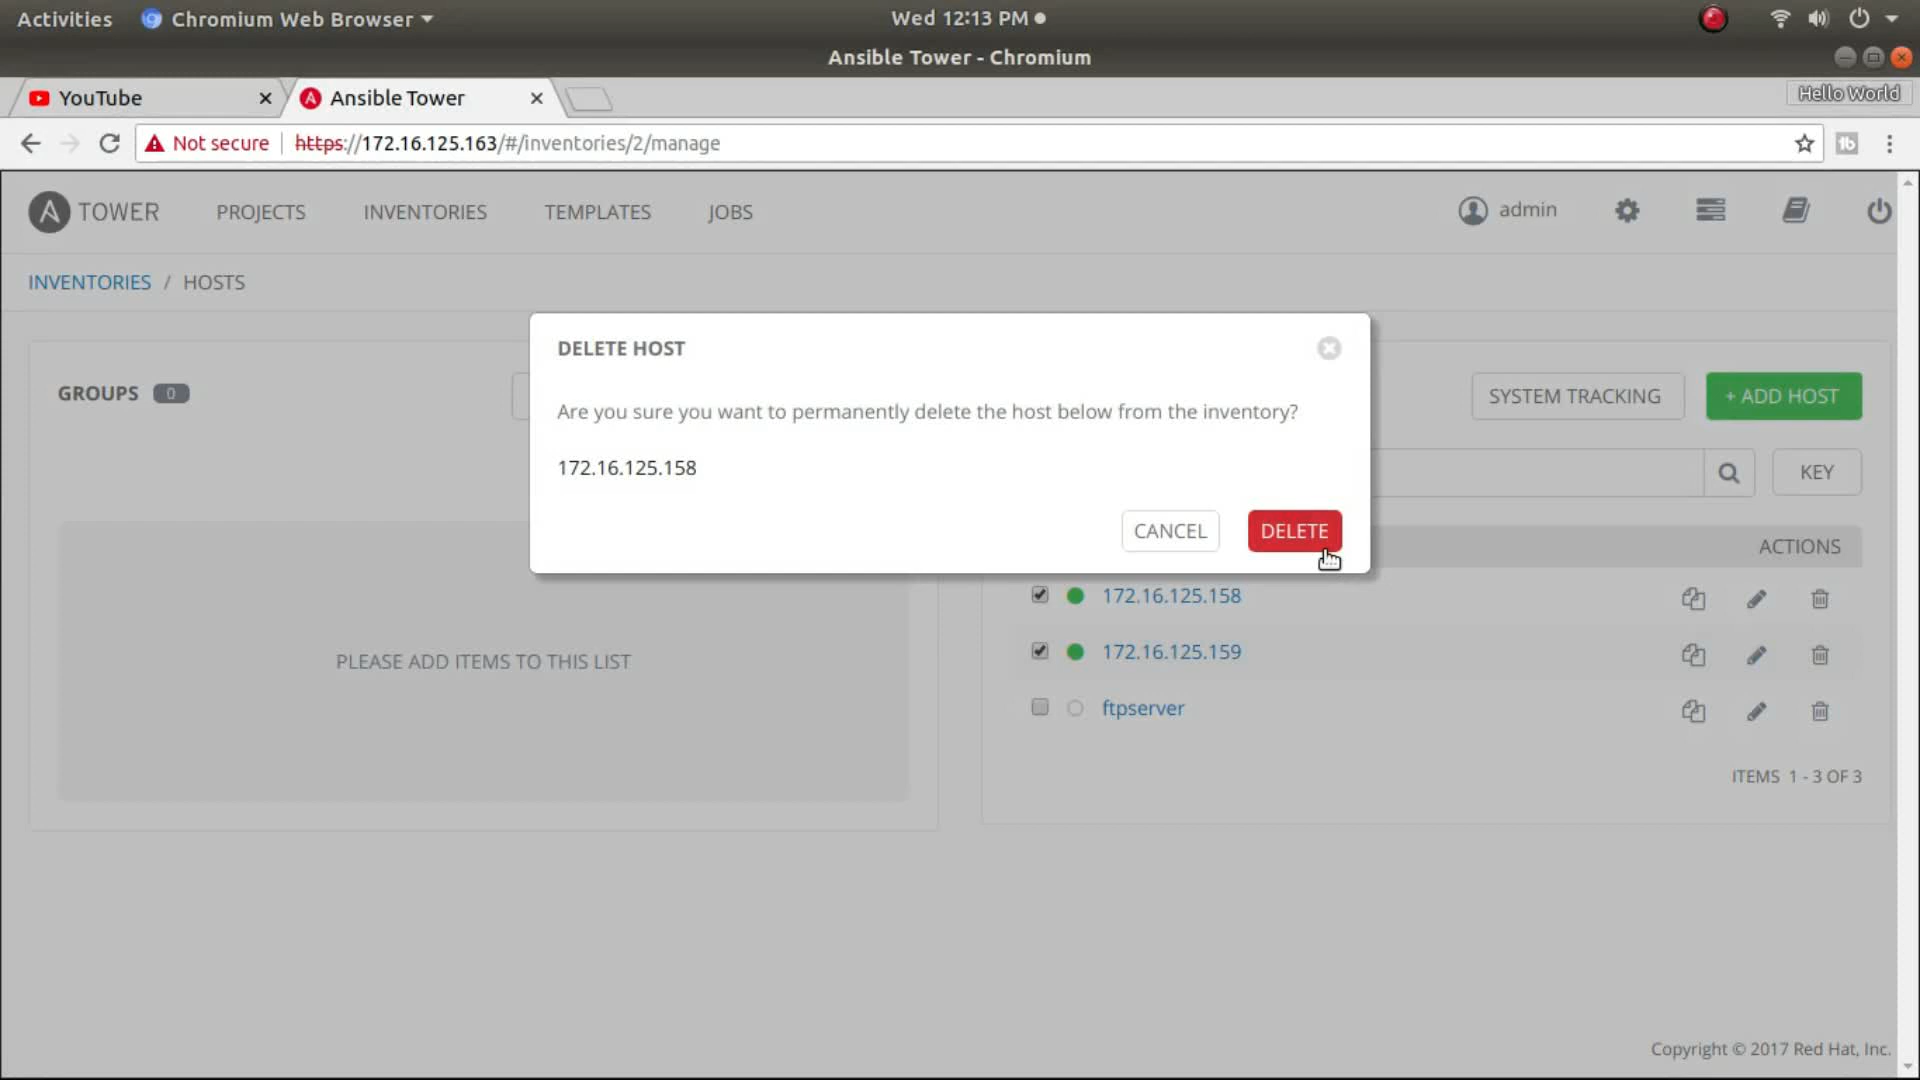 Activities Chromium Web Browser Wed 12:13 PM
Ansible Tower - Chromium
YouTube Ansible Tower Hello World
Not secure https://172.16.125.163/#/inventories/2/manage
A TOWER PROJECTS INVENTORIES TEMPLATES JOBS admin
INVENTORIES / HOSTS
DELETE HOST
GROUPS 0
SYSTEM TRACKING + ADD HOST
Are you sure you want to permanently delete the host below from the inventory?
172.16.125.158
KEY
CANCEL DELETE
ACTIONS
172.16.125.158
172.16.125.159
PLEASE ADD ITEMS TO THIS LIST
ftpserver
ITEMS 1 - 3 OF 3
Copyright © 2017 Red Hat, Inc.